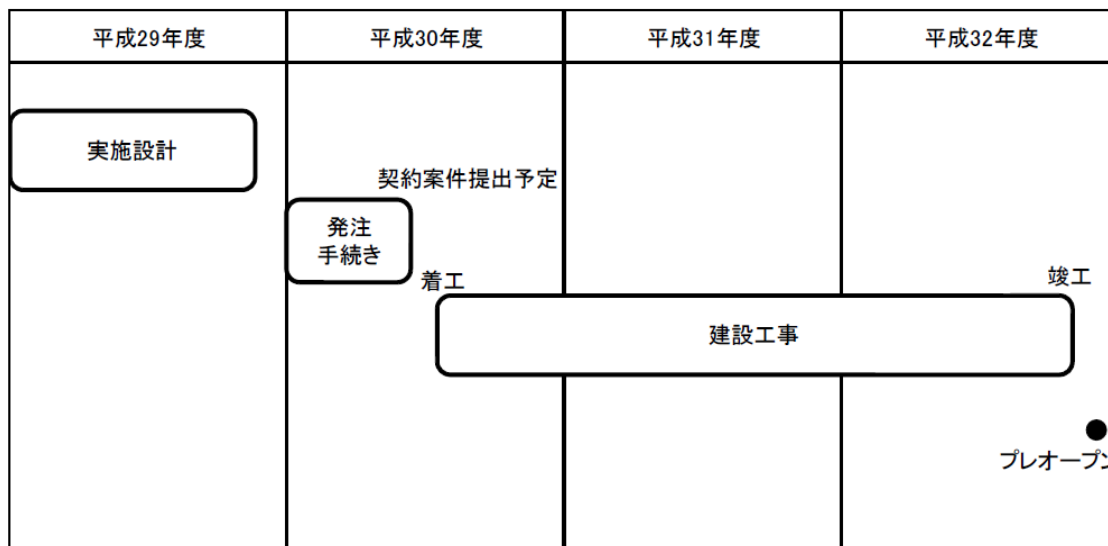 平成29年度
平成30年度
平成31年度
平成32年度
実施設計
契約案件提出予定
発注
手続き
着工
竣工
建設工事
プレオープン